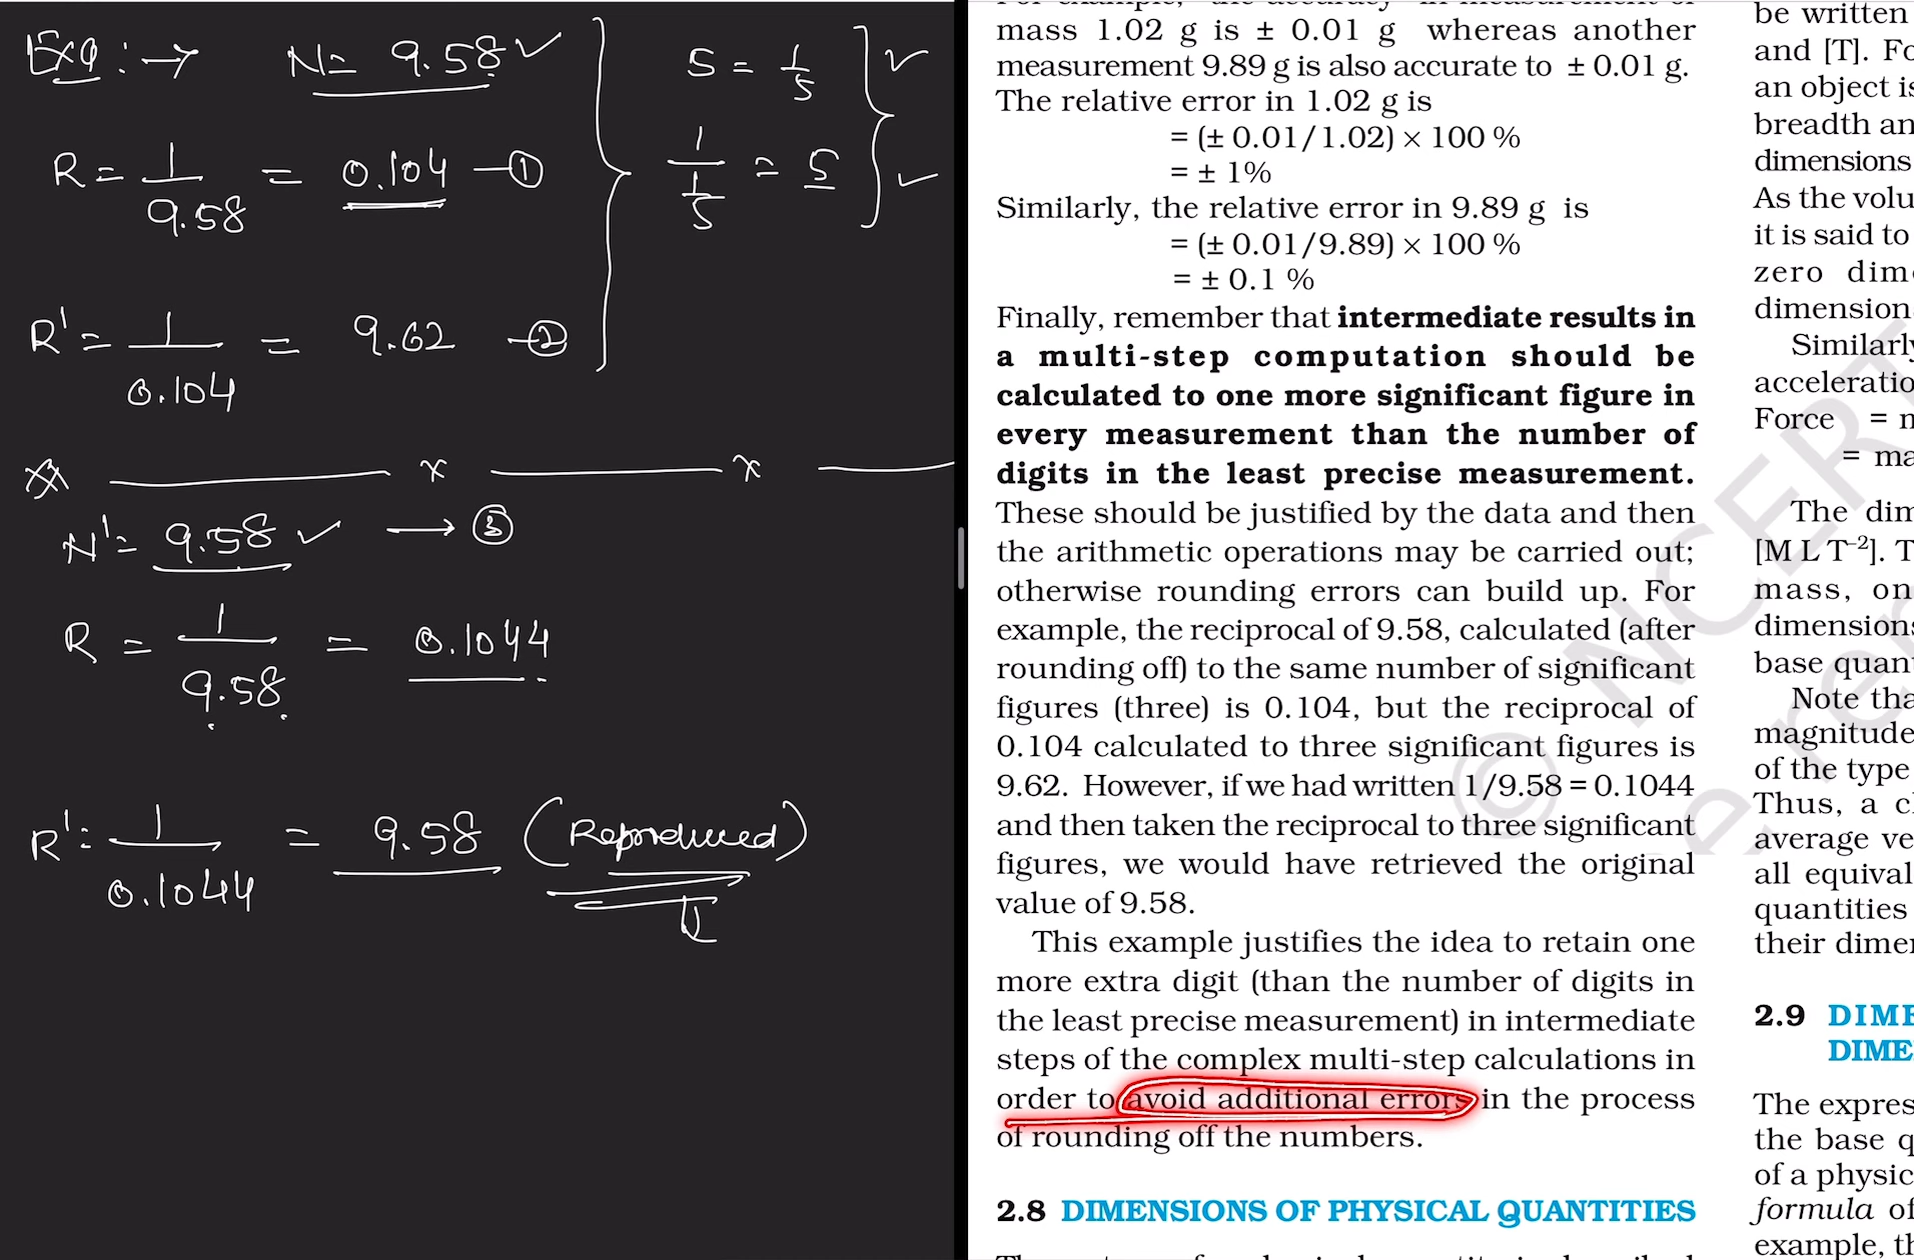 Exa : → N = 9.58 ✓
S = 1/5 ✓
R = 1/9.58 = 0.104 —①
1/(1/5) = 5 ✓
R' = 1/0.104 = 9.62 —②
x x
N' = 9.58 ✓ → ③
R = 1/9.58 = 0.1044
R' = 1/0.1044 = 9.58 (Reproduced)
mass 1.02 g is ± 0.01 g whereas another
measurement 9.89 g is also accurate to ± 0.01 g.
The relative error in 1.02 g is
= (± 0.01/1.02) × 100 %
= ± 1%
Similarly, the relative error in 9.89 g is
= (± 0.01/9.89) × 100 %
= ± 0.1 %
Finally, remember that intermediate results in
a multi-step computation should be
calculated to one more significant figure in
every measurement than the number of
digits in the least precise measurement.
These should be justified by the data and then
the arithmetic operations may be carried out;
otherwise rounding errors can build up. For
example, the reciprocal of 9.58, calculated (after
rounding off) to the same number of significant
figures (three) is 0.104, but the reciprocal of
0.104 calculated to three significant figures is
9.62. However, if we had written 1/9.58 = 0.1044
and then taken the reciprocal to three significant
figures, we would have retrieved the original
value of 9.58.
This example justifies the idea to retain one
more extra digit (than the number of digits in
the least precise measurement) in intermediate
steps of the complex multi-step calculations in
order to avoid additional errors in the process
of rounding off the numbers.
2.8 DIMENSIONS OF PHYSICAL QUANTITIES
be written
and [T]. Fo
an object is
breadth an
dimensions
As the volu
it is said to
zero dime
dimension
Similarly
acceleratio
Force = m
= ma
The dim
[M L T⁻²]. T
mass, on
dimensions
base quant
Note tha
magnitude
of the type
Thus, a c
average ve
all equival
quantities
their dimen
2.9 DIME
DIME
The expres
the base q
of a physic
formula of
example, th
© NCERT